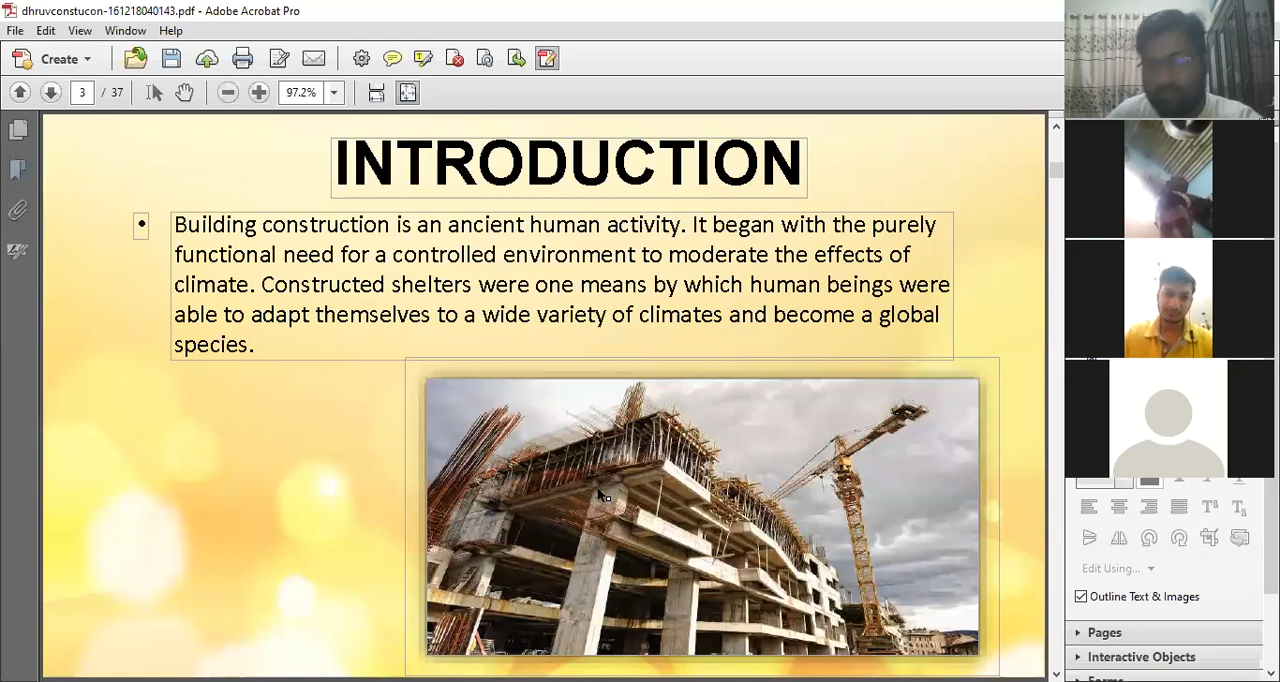 dhruvconstucon-161218040143.pdf - Adobe Acrobat Pro
File Edit View Window Help
Create
3 / 37 97.2%
INTRODUCTION
• Building construction is an ancient human activity. It began with the purely
functional need for a controlled environment to moderate the effects of
climate. Constructed shelters were one means by which human beings were
able to adapt themselves to a wide variety of climates and become a global
species.
Edit Using...
Outline Text & Images
Pages
Interactive Objects
Forms